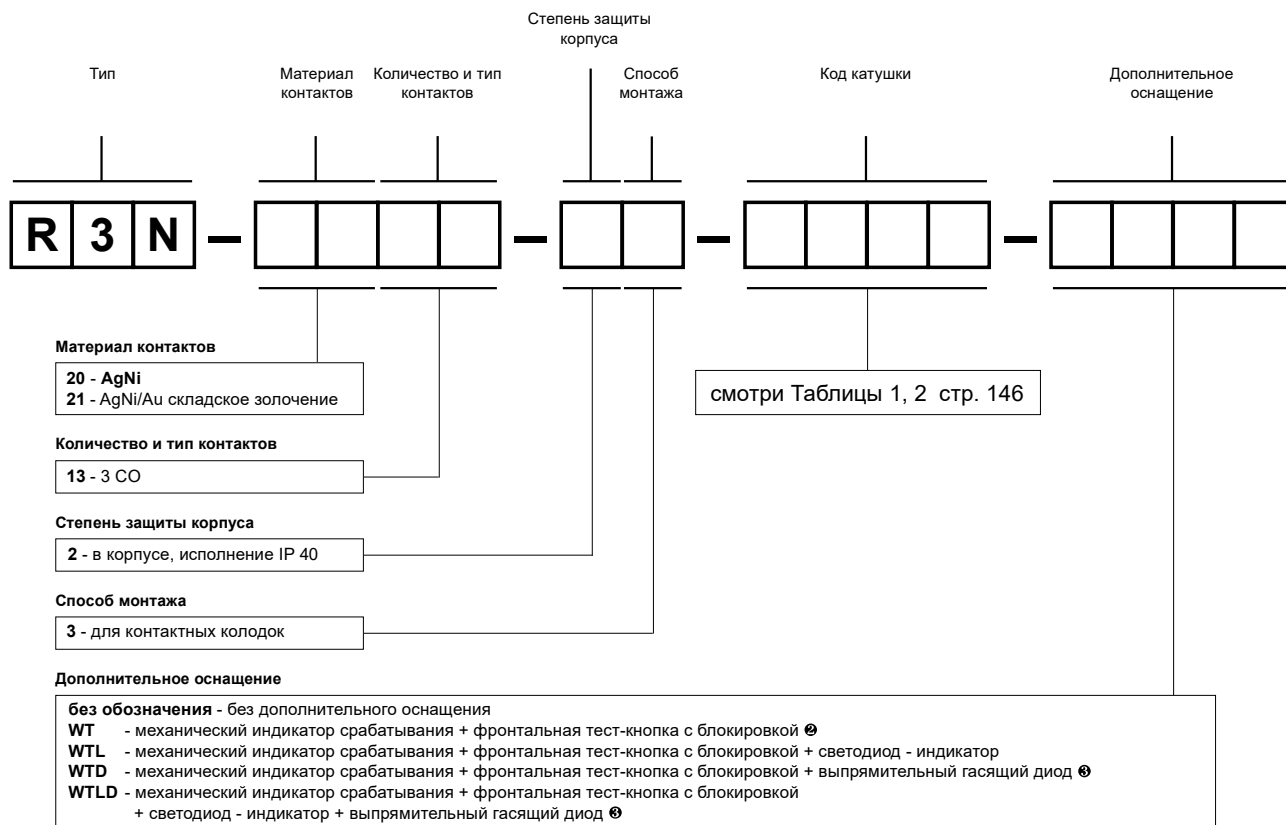 Степень защиты
корпуса
Тип
Материал
контактов
Количество и тип
контактов
Способ
монтажа
Код катушки
Дополнительное
оснащение
R 3 N – – – –
Материал контактов
20 - AgNi
21 - AgNi/Au складское золочение
смотри Таблицы 1, 2 стр. 146
Количество и тип контактов
13 - 3 CO
Степень защиты корпуса
2 - в корпусе, исполнение IP 40
Способ монтажа
3 - для контактных колодок
Дополнительное оснащение
без обозначения - без дополнительного оснащения
WT - механический индикатор срабатывания + фронтальная тест-кнопка с блокировкой ❷
WTL - механический индикатор срабатывания + фронтальная тест-кнопка с блокировкой + светодиод - индикатор
WTD - механический индикатор срабатывания + фронтальная тест-кнопка с блокировкой + выпрямительный гасящий диод ❸
WTLD - механический индикатор срабатывания + фронтальная тест-кнопка с блокировкой
+ светодиод - индикатор + выпрямительный гасящий диод ❸